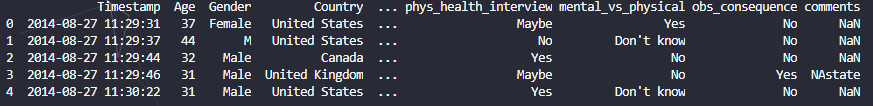 Timestamp Age Gender Country ... phys_health_interview mental_vs_physical obs_consequence comments
0 2014-08-27 11:29:31 37 Female United States ... Maybe Yes No NaN
1 2014-08-27 11:29:37 44 M United States ... No Don't know No NaN
2 2014-08-27 11:29:44 32 Male Canada ... Yes No No NaN
3 2014-08-27 11:29:46 31 Male United Kingdom ... Maybe No Yes NAstate
4 2014-08-27 11:30:22 31 Male United States ... Yes Don't know No NaN